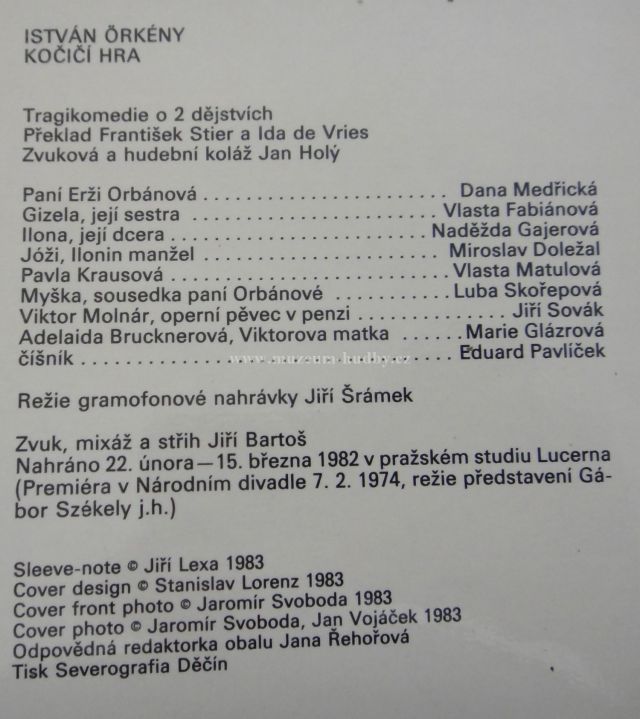 ISTVÁN ÖRKÉNY
KOČIČÍ HRA
Tragikomedie o 2 dějstvích
Překlad František Stier a Ida de Vries
Zvuková a hudební koláž Jan Holý
Paní Erži Orbánová ........................ Dana Medřická
Gizela, její sestra ........................ Vlasta Fabiánová
Ilona, její dcera .......................... Naděžda Gajerová
Jóži, Ilonin manžel ........................ Miroslav Doležal
Pavla Krausová ............................ Vlasta Matulová
Myška, sousedka paní Orbánové ............ Luba Skořepová
Viktor Molnár, operní pěvec v penzi ................ Jiří Sovák
Adelaida Brucknerová, Viktorova matka ...... Marie Glázrová
www.muzeum-hudby.cz
číšník ..................................... Eduard Pavlíček
Režie gramofonové nahrávky Jiří Šrámek
Zvuk, mixáž a střih Jiří Bartoš
Nahráno 22. února—15. března 1982 v pražském studiu Lucerna
(Premiéra v Národním divadle 7. 2. 1974, režie představení Gá-
bor Székely j.h.)
Sleeve-note © Jiří Lexa 1983
Cover design © Stanislav Lorenz 1983
Cover front photo © Jaromír Svoboda 1983
Cover photo © Jaromír Svoboda, Jan Vojáček 1983
Odpovědná redaktorka obalu Jana Řehořová
Tisk Severografia Děčín